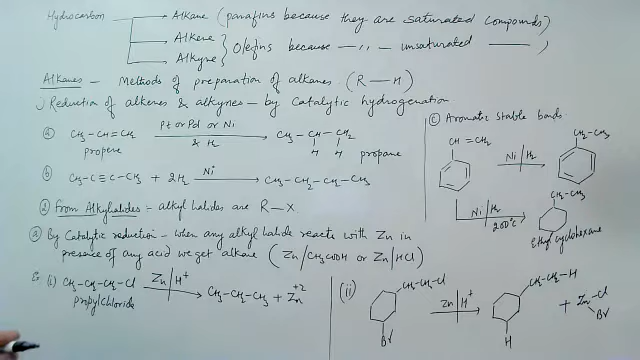 Hydrocarbon → Alkane (parafins because they are saturated compounds)
→ Alkene
→ Alkyne } Olefins because —,,— unsaturated — )
Alkanes – Methods of preparation of alkanes. (R—H)
1) Reduction of alkenes & alkynes – by Catalytic hydrogenation
ⓐ CH3–CH=CH2 Pt or Pd or Ni & H2 → CH3–CH–CH2
H H
propene propane
ⓑ CH3–C≡C–CH3 + 2H2 Ni → CH3–CH2–CH2–CH3
② From Alkylhalides – alkyl halides are R–X.
ⓐ By Catalytic reduction – when any alkyl halide reacts with Zn in
presence of any acid we get alkane (Zn/CH3COOH or Zn/HCl)
Eg (i) CH3–CH2–CH2–Cl Zn/H+ → CH3–CH2–CH3 + Zn+2
propylchloride
ⓒ Aromatic stable bonds
CH=CH2 Ni/H2 → CH2–CH3
Ni/H2 200°C → CH2–CH3
Ethyl cyclohexane
(ii) CH2–CH2–Cl Zn/H+ → CH2–CH2–H + Zn–Cl
Br H Br